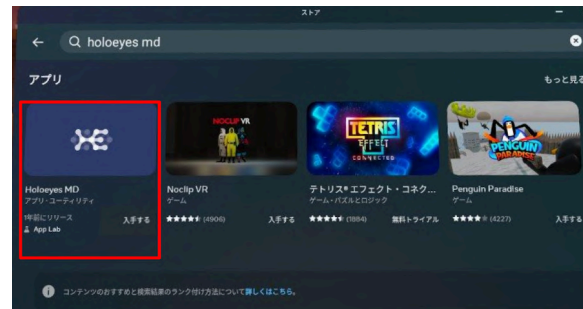 ストア
holoeyes md
アプリ
もっと見る
NOCLIP VR
TETRIS
EFFECT
CONNECTED
PENGUIN
PARADISE
Holoeyes MD
アプリ・ユーティリティ
1年前にリリース
入手する
App Lab
Noclip VR
ゲーム
(4906)
入手する
テトリス® エフェクト・コネク...
ゲーム・パズルとロジック
(1884)
無料トライアル
Penguin Paradise
ゲーム
(4227)
入手する
コンテンツのおすすめと検索結果のランク付け方法について詳しくはこちら。